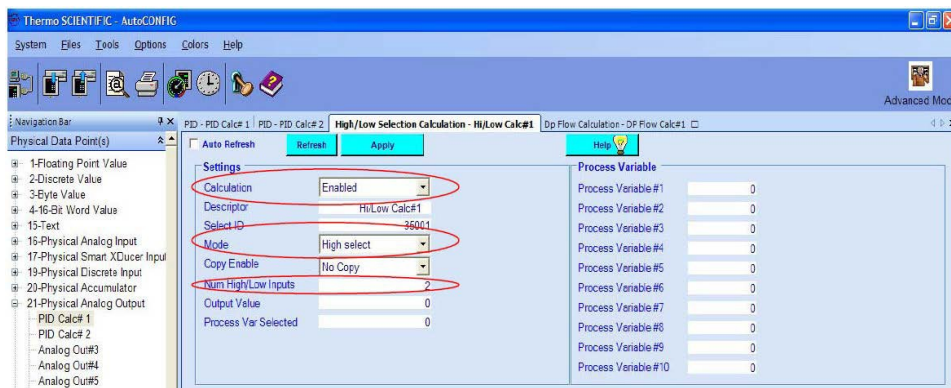 Thermo SCIENTIFIC - AutoCONFIG
System Files Tools Options Colors Help
Advanced Mod
Navigation Bar
Physical Data Point(s)
1-Floating Point Value
2-Discrete Value
3-Byte Value
4-16-Bit Word Value
15-Text
16-Physical Analog Input
17-Physical Smart XDucer Input
19-Physical Discrete Input
20-Physical Accumulator
21-Physical Analog Output
PID Calc# 1
PID Calc# 2
Analog Out#3
Analog Out#4
Analog Out#5
PID - PID Calc# 1 PID - PID Calc# 2 High/Low Selection Calculation - Hi/Low Calc#1 Dp Flow Calculation - DP Flow Calc#1
Auto Refresh Refresh Apply Help
Settings
Calculation Enabled
Descriptor Hi/Low Calc#1
Select ID 35001
Mode High select
Copy Enable No Copy
Num High/Low Inputs 2
Output Value 0
Process Var Selected 0
Process Variable
Process Variable #1 0
Process Variable #2 0
Process Variable #3 0
Process Variable #4 0
Process Variable #5 0
Process Variable #6 0
Process Variable #7 0
Process Variable #8 0
Process Variable #9 0
Process Variable #10 0